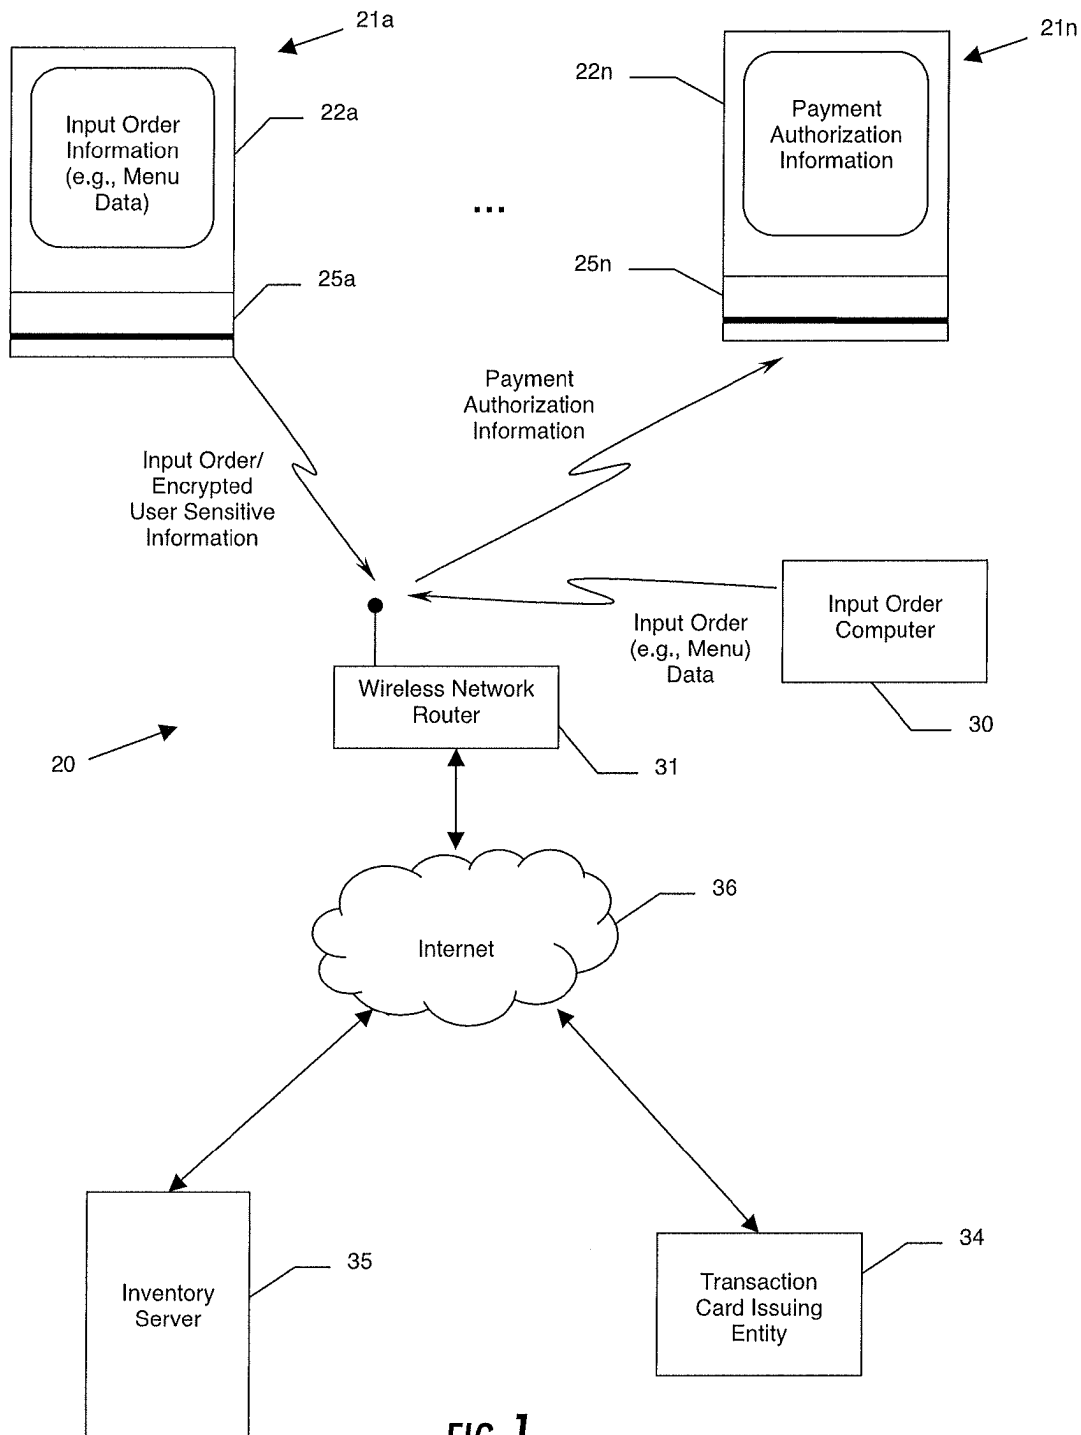 21a
21n
22a
22n
Input Order
Information
(e.g., Menu
Data)
Payment
Authorization
Information
...
25a
25n
Payment
Authorization
Information
Input Order/
Encrypted
User Sensitive
Information
Input Order
Computer
Input Order
(e.g., Menu)
Data
30
Wireless Network
Router
31
20
36
Internet
35
34
Inventory
Server
Transaction
Card Issuing
Entity
FIG. 1